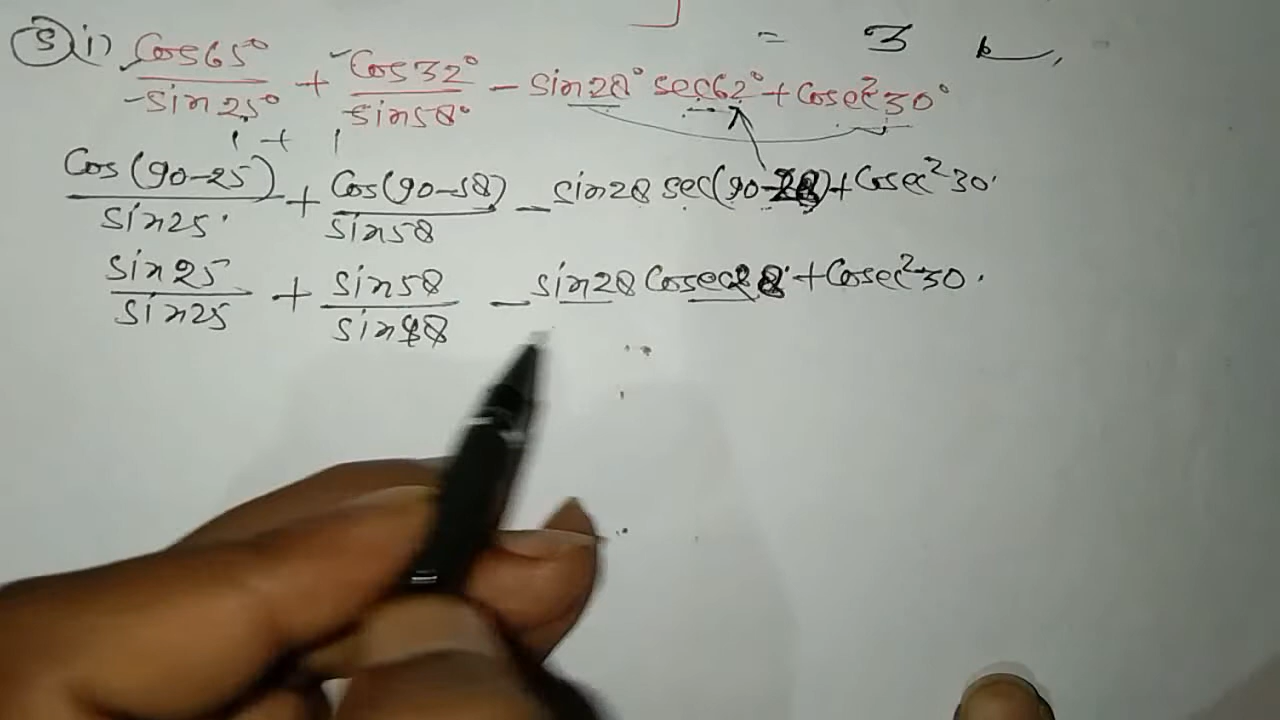 = 3
5 i) cos65°/sin25° + cos32°/sin58° - sin28° sec62° + cosec²30°
cos(90-25)/sin25 + cos(90-58)/sin58 - sin28 sec(90-28) + cosec²30
sin25/sin25 + sin58/sin58 - sin28 cosec28 + cosec²30